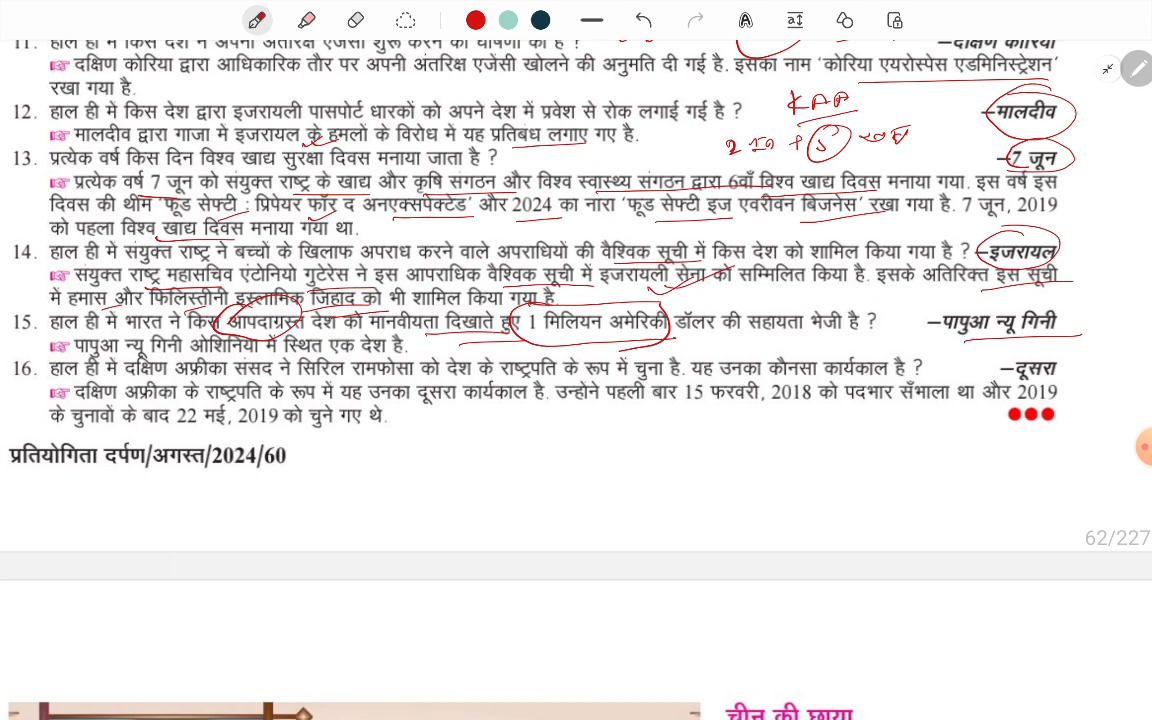 11. हाल ही में किस देश ने अपनी अंतरिक्ष एजेंसी शुरू करने की घोषणा की है ? –दक्षिण कोरिया
☞ दक्षिण कोरिया द्वारा आधिकारिक तौर पर अपनी अंतरिक्ष एजेंसी खोलने की अनुमति दी गई है. इसका नाम ‘कोरिया एयरोस्पेस एडमिनिस्ट्रेशन’
रखा गया है.
KAA
12. हाल ही में किस देश द्वारा इजरायली पासपोर्ट धारकों को अपने देश में प्रवेश से रोक लगाई गई है ? –मालदीव
☞ मालदीव द्वारा गाजा मे इजरायल के हमलों के विरोध में यह प्रतिबंध लगाए गए है.
13. प्रत्येक वर्ष किस दिन विश्व खाद्य सुरक्षा दिवस मनाया जाता है ? –7 जून
☞ प्रत्येक वर्ष 7 जून को संयुक्त राष्ट्र के खाद्य और कृषि संगठन और विश्व स्वास्थ्य संगठन द्वारा 6वाँ विश्व खाद्य दिवस मनाया गया. इस वर्ष इस
दिवस की थीम ‘फूड सेफ्टी : प्रिपेयर फॉर द अनएक्सपेक्टेड’ और 2024 का नारा ‘फूड सेफ्टी इज एवरीवन बिजनेस’ रखा गया है. 7 जून, 2019
को पहला विश्व खाद्य दिवस मनाया गया था.
14. हाल ही में संयुक्त राष्ट्र ने बच्चों के खिलाफ अपराध करने वाले अपराधियों की वैश्विक सूची में किस देश को शामिल किया गया है ? –इजरायल
☞ संयुक्त राष्ट्र महासचिव एंटोनियो गुटेरेस ने इस आपराधिक वैश्विक सूची में इजरायली सेना को सम्मिलित किया है. इसके अतिरिक्त इस सूची
में हमास और फिलिस्तीनी इस्लामिक जिहाद को भी शामिल किया गया है.
15. हाल ही में भारत ने किस आपदाग्रस्त देश को मानवीयता दिखाते हुए 1 मिलियन अमेरिकी डॉलर की सहायता भेजी है ? –पापुआ न्यू गिनी
☞ पापुआ न्यू गिनी ओशिनिया में स्थित एक देश है.
16. हाल ही में दक्षिण अफ्रीका संसद ने सिरिल रामफोसा को देश के राष्ट्रपति के रूप में चुना है. यह उनका कौनसा कार्यकाल है ? –दूसरा
☞ दक्षिण अफ्रीका के राष्ट्रपति के रूप में यह उनका दूसरा कार्यकाल है. उन्होंने पहली बार 15 फरवरी, 2018 को पदभार सँभाला था और 2019
के चुनावों के बाद 22 मई, 2019 को चुने गए थे.
प्रतियोगिता दर्पण/अगस्त/2024/60
62/227
चीन की छाया